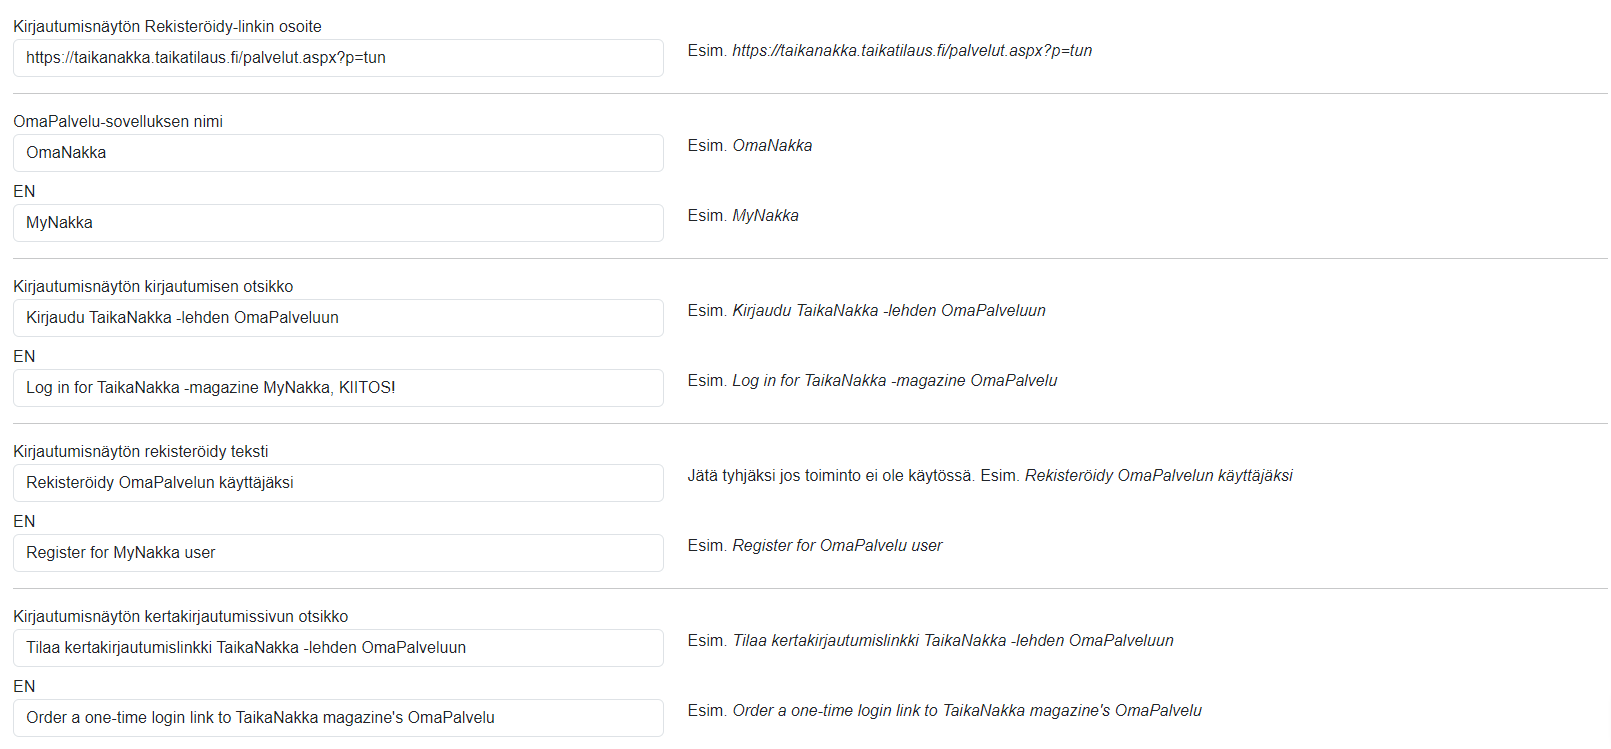 Kirjautumisnäytön Rekisteröidy-linkin osoite
https://taikanakka.taikatilaus.fi/palvelut.aspx?p=tun
Esim. https://taikanakka.taikatilaus.fi/palvelut.aspx?p=tun
OmaPalvelu-sovelluksen nimi
OmaNakka
Esim. OmaNakka
EN
MyNakka
Esim. MyNakka
Kirjautumisnäytön kirjautumisen otsikko
Kirjaudu TaikaNakka -lehden OmaPalveluun
Esim. Kirjaudu TaikaNakka -lehden OmaPalveluun
EN
Log in for TaikaNakka -magazine MyNakka, KIITOS!
Esim. Log in for TaikaNakka -magazine OmaPalvelu
Kirjautumisnäytön rekisteröidy teksti
Rekisteröidy OmaPalvelun käyttäjäksi
Jätä tyhjäksi jos toiminto ei ole käytössä. Esim. Rekisteröidy OmaPalvelun käyttäjäksi
EN
Register for MyNakka user
Esim. Register for OmaPalvelu user
Kirjautumisnäytön kertakirjautumissivun otsikko
Tilaa kertakirjautumislinkki TaikaNakka -lehden OmaPalveluun
Esim. Tilaa kertakirjautumislinkki TaikaNakka -lehden OmaPalveluun
EN
Order a one-time login link to TaikaNakka magazine's OmaPalvelu
Esim. Order a one-time login link to TaikaNakka magazine's OmaPalvelu